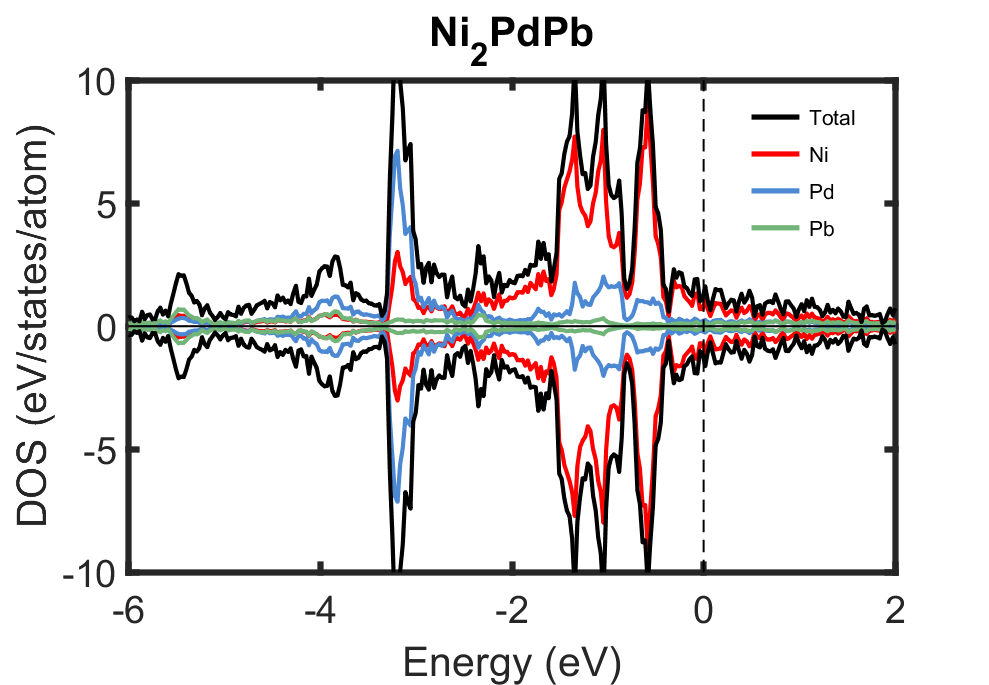 Ni₂PdPb
10
5
0
-5
-10
DOS (eV/states/atom)
Total
Ni
Pd
Pb
-6
-4
-2
0
2
Energy (eV)